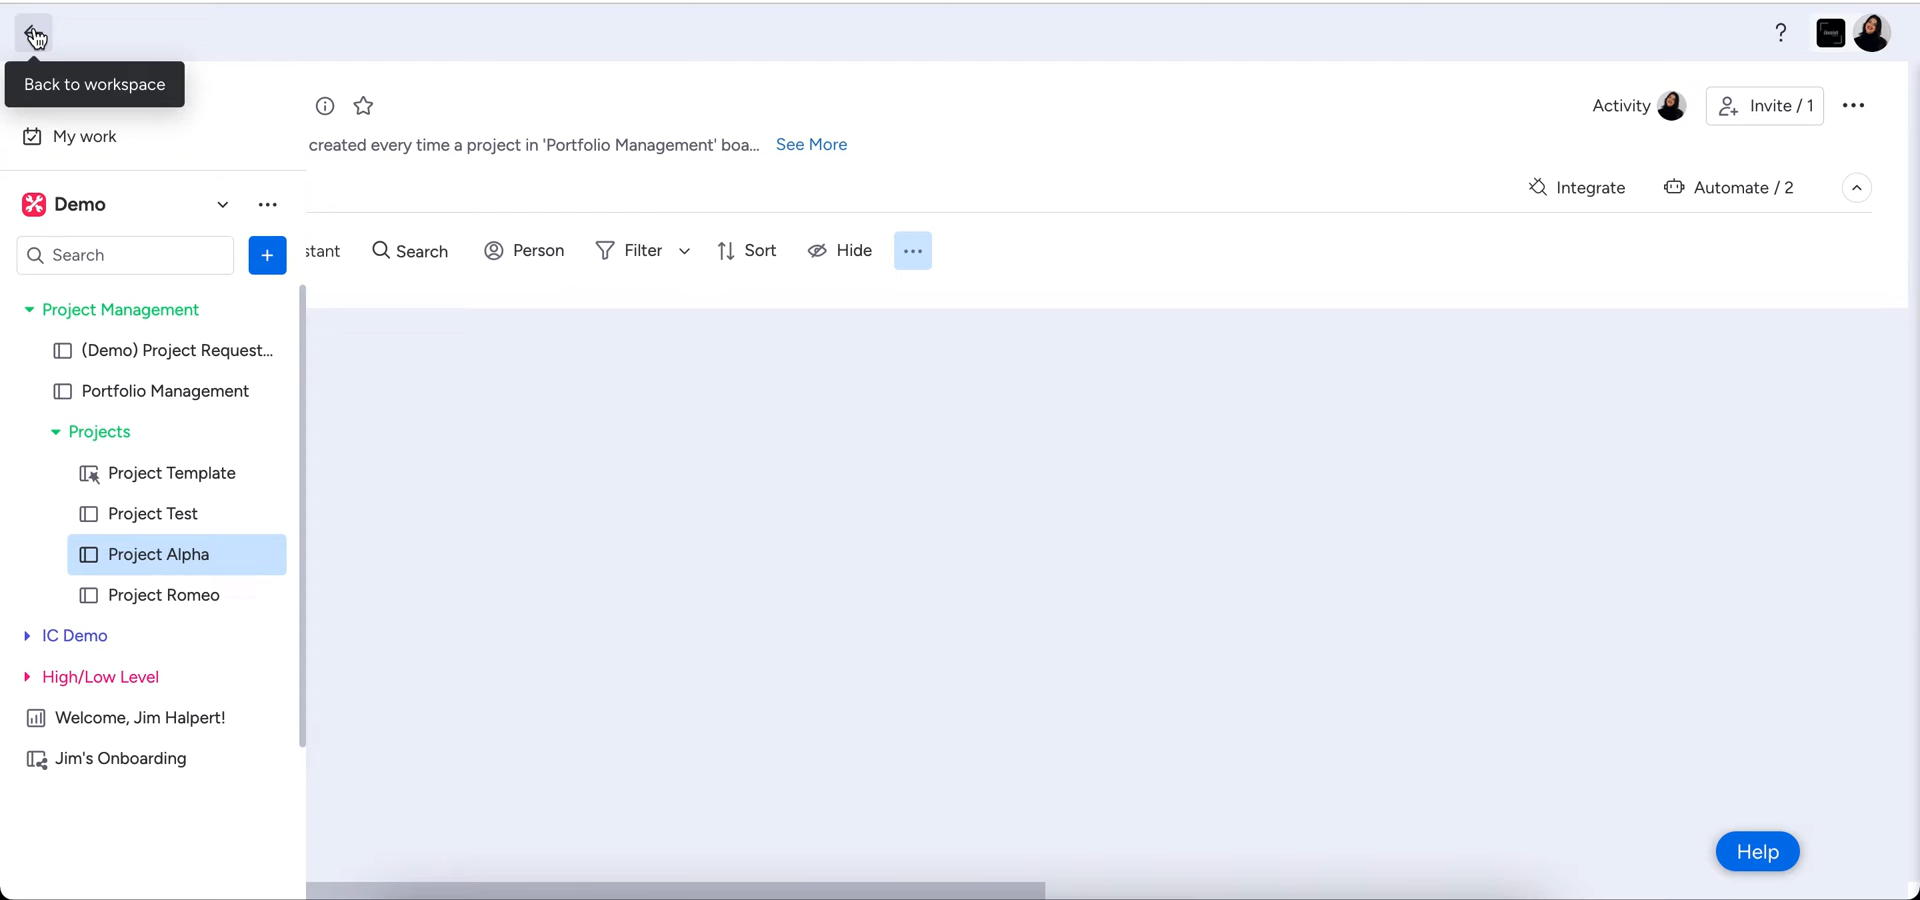 ?
Back to workspace
Activity
Invite / 1
My work
created every time a project in 'Portfolio Management' boa... See More
Integrate
Automate / 2
Demo
Search
+
stant
Search
Person
Filter
Sort
Hide
Project Management
(Demo) Project Request...
Portfolio Management
Projects
Project Template
Project Test
Project Alpha
Project Romeo
IC Demo
High/Low Level
Welcome, Jim Halpert!
Jim's Onboarding
Help